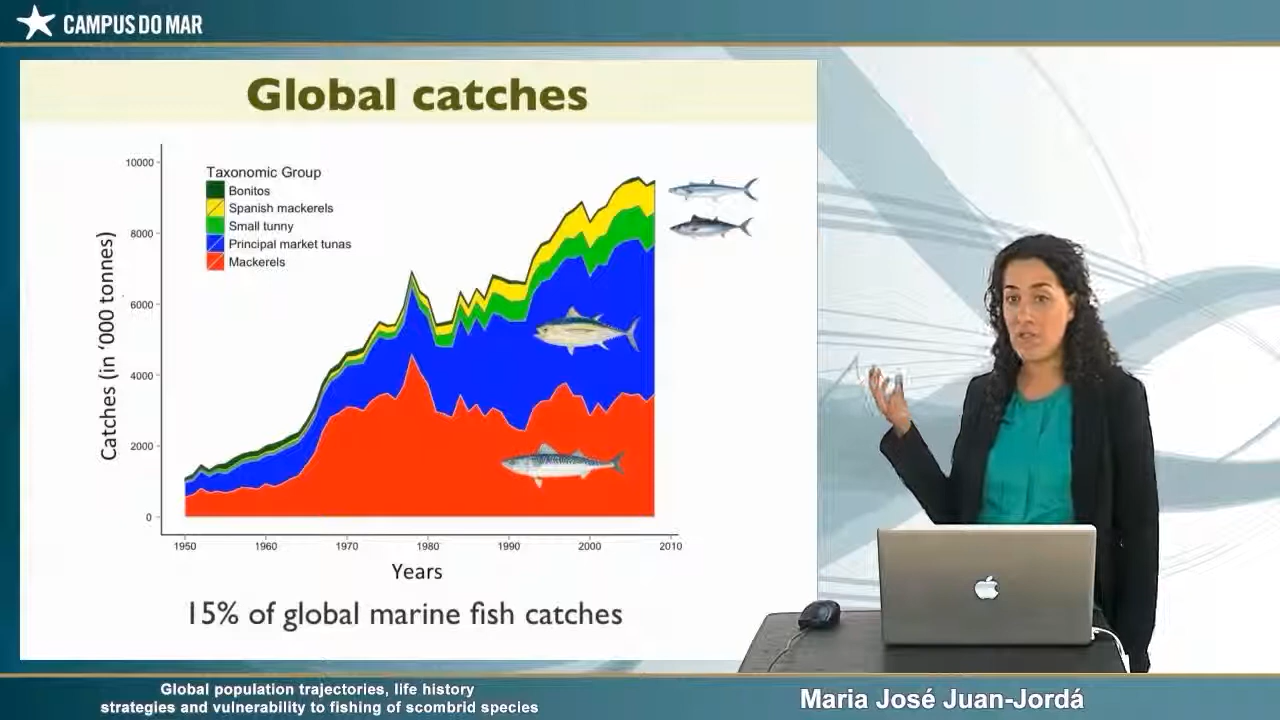 CAMPUS DO MAR
Global catches
Taxonomic Group
Bonitos
Spanish mackerels
Small tunny
Principal market tunas
Mackerels
Catches (in ‘000 tonnes)
10000
8000
6000
4000
2000
0
1950 1960 1970 1980 1990 2000 2010
Years
15% of global marine fish catches
Global population trajectories, life history
strategies and vulnerability to fishing of scombrid species
Maria José Juan-Jordá